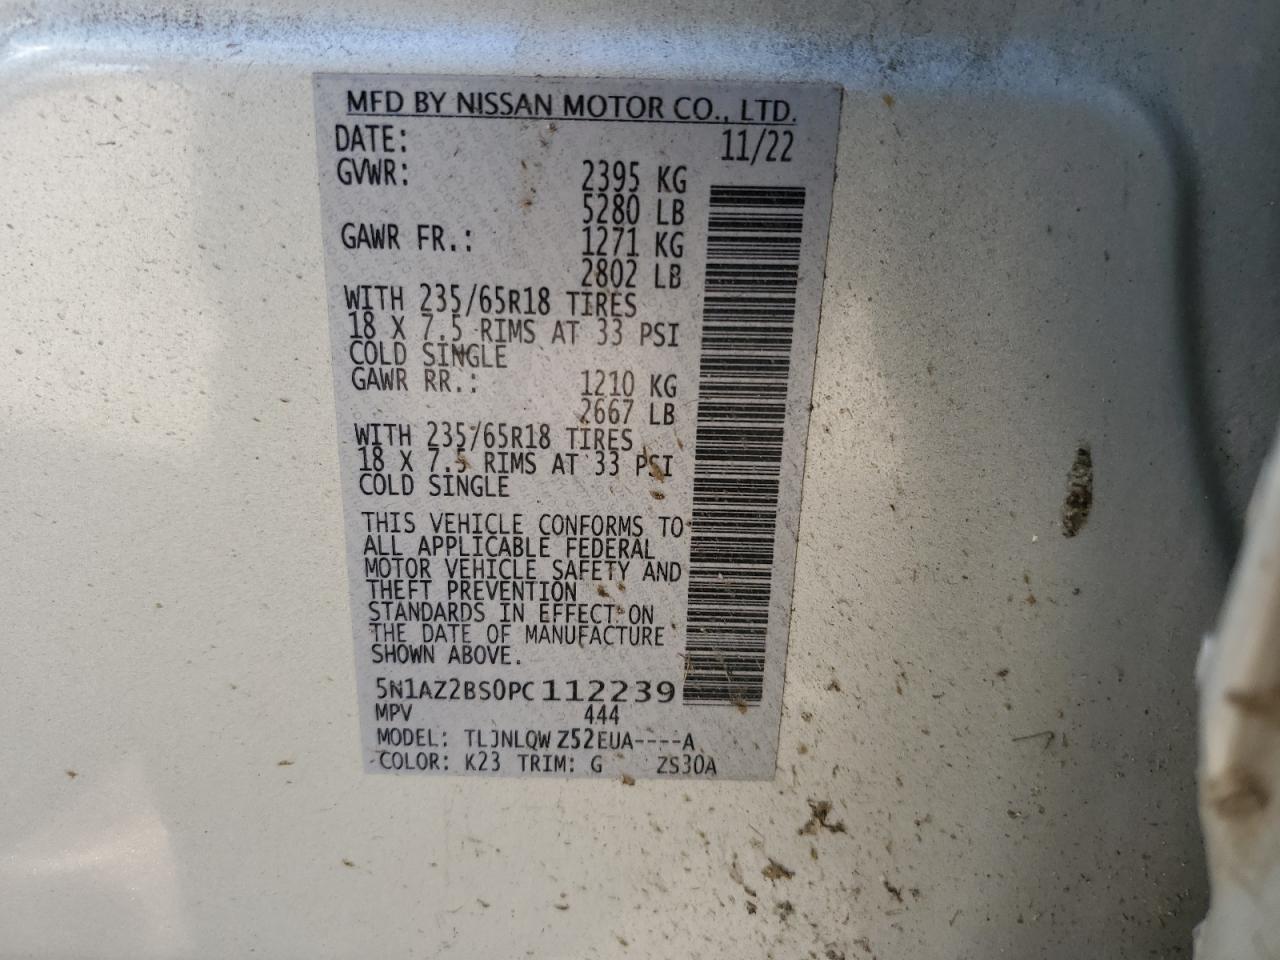 MFD BY NISSAN MOTOR CO., LTD.
DATE: 11/22
GVWR: 2395 KG
5280 LB
GAWR FR.: 1271 KG
2802 LB
WITH 235/65R18 TIRES
18 X 7.5 RIMS AT 33 PSI
COLD SINGLE
GAWR RR.: 1210 KG
2667 LB
WITH 235/65R18 TIRES
18 X 7.5 RIMS AT 33 PSI
COLD SINGLE
THIS VEHICLE CONFORMS TO
ALL APPLICABLE FEDERAL
MOTOR VEHICLE SAFETY AND
THEFT PREVENTION
STANDARDS IN EFFECT ON
THE DATE OF MANUFACTURE
SHOWN ABOVE.
5N1AZ2BS0PC112239
MPV 444
MODEL: TLJNLQW Z52EUA----A
COLOR: K23 TRIM: G ZS30A